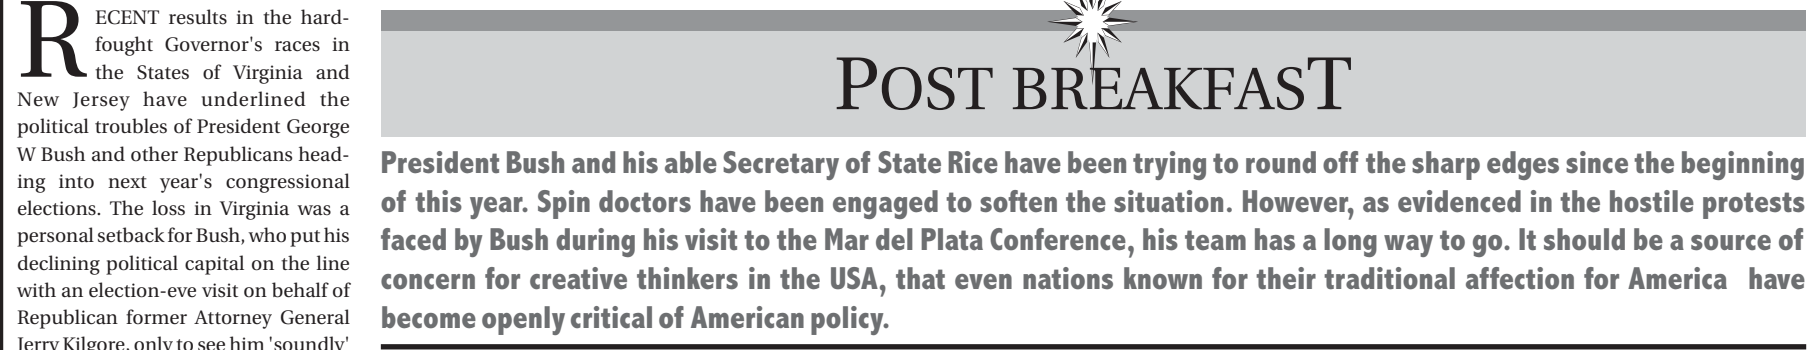 RECENT results in the hard-
fought Governor's races in
the States of Virginia and
New Jersey have underlined the
political troubles of President George
W Bush and other Republicans head-
ing into next year's congressional
elections. The loss in Virginia was a
personal setback for Bush, who put his
declining political capital on the line
with an election-eve visit on behalf of
Republican former Attorney General
Jerry Kilgore, only to see him 'soundly'
POST BREAKFAST
President Bush and his able Secretary of State Rice have been trying to round off the sharp edges since the beginning
of this year. Spin doctors have been engaged to soften the situation. However, as evidenced in the hostile protests
faced by Bush during his visit to the Mar del Plata Conference, his team has a long way to go. It should be a source of
concern for creative thinkers in the USA, that even nations known for their traditional affection for America have
become openly critical of American policy.